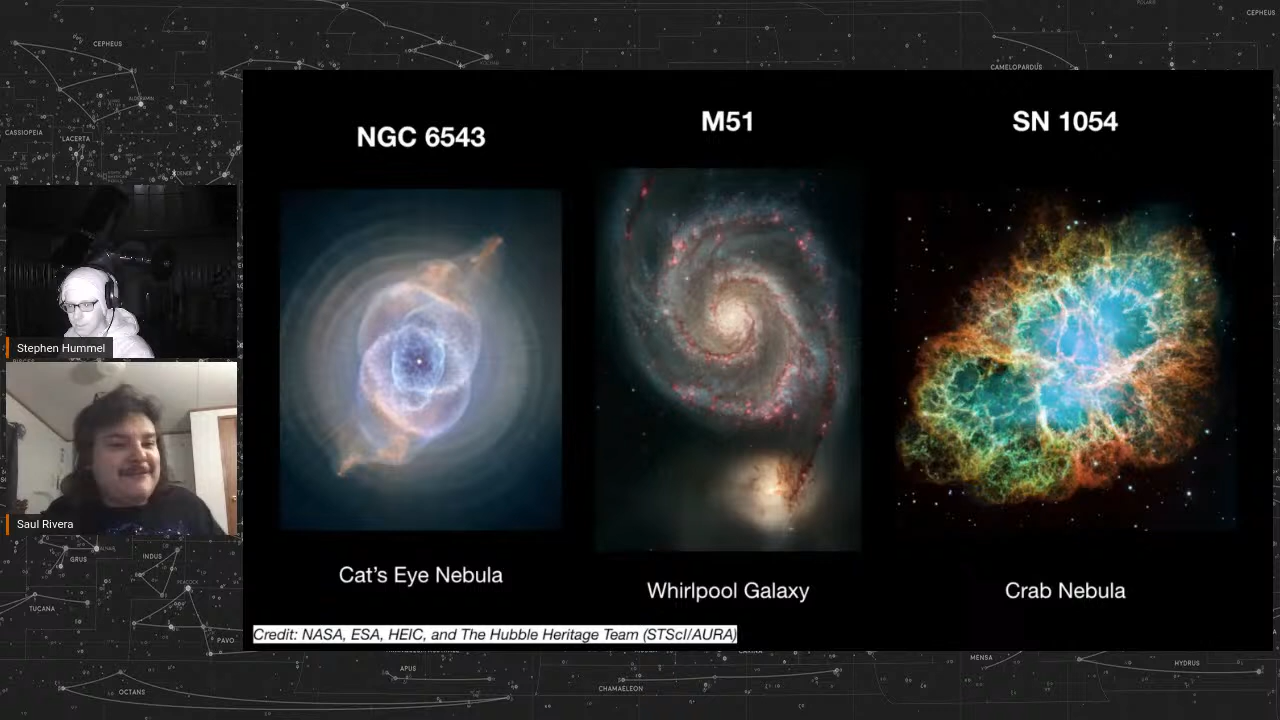 CEPHEUS
CEPHEUS
CAMELOPARDUS
CASSIOPEIA
LACERTA
NGC 6543
M51
SN 1054
Stephen Hummel
Saul Rivera
Cat's Eye Nebula
Whirlpool Galaxy
Crab Nebula
Credit: NASA, ESA, HEIC, and The Hubble Heritage Team (STScI/AURA)
GRUS
INDUS
PEACOCK
TUCANA
PAVO
APUS
OCTANS
CHAMAELEON
MENSA
HYDRUS